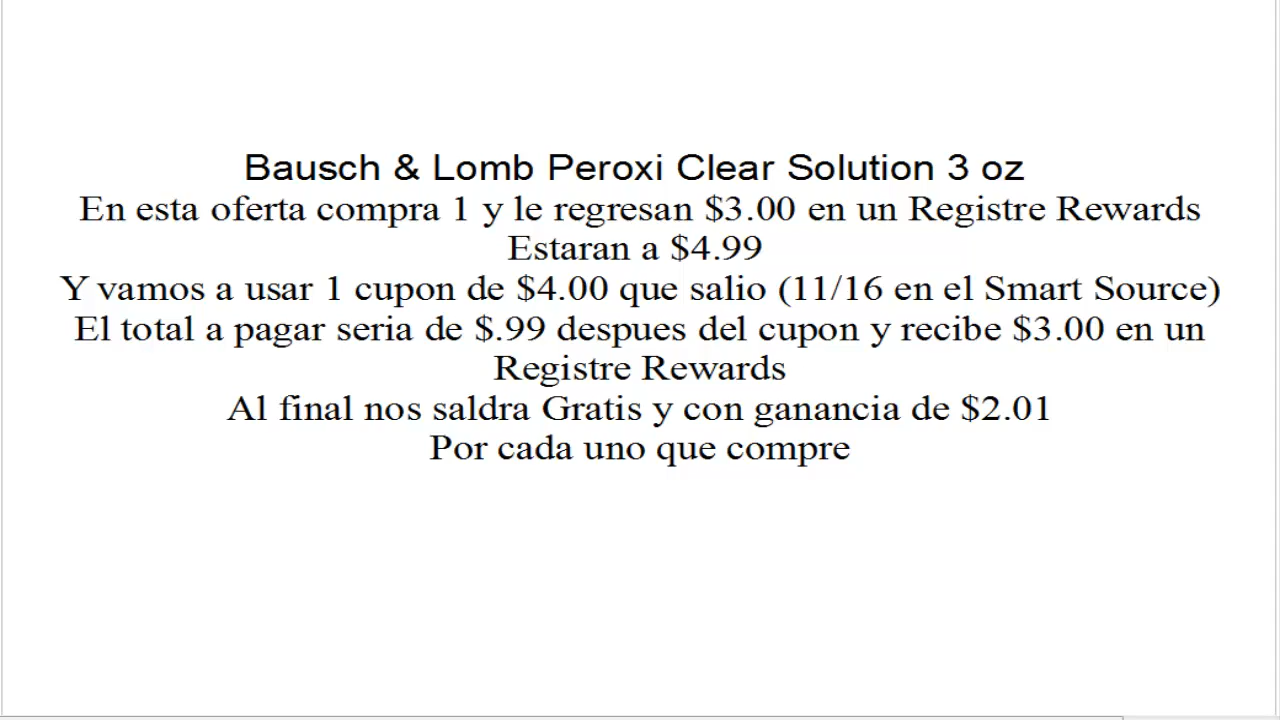 Bausch & Lomb Peroxi Clear Solution 3 oz
En esta oferta compra 1 y le regresan $3.00 en un Registre Rewards
Estaran a $4.99
Y vamos a usar 1 cupon de $4.00 que salio (11/16 en el Smart Source)
El total a pagar seria de $.99 despues del cupon y recibe $3.00 en un
Registre Rewards
Al final nos saldra Gratis y con ganancia de $2.01
Por cada uno que compre